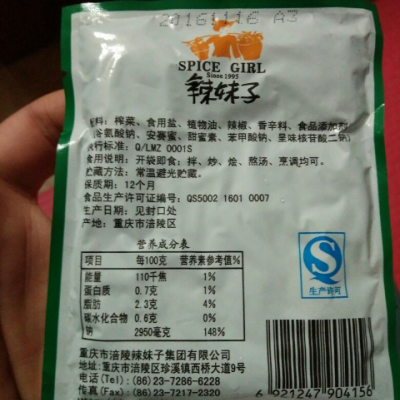 20161116 A3
SPICE GIRL
Since 1995
辣妹子
料：榨菜、食用盐、植物油、辣椒、香辛料、食品添加剂
谷氨酸钠、安赛蜜、甜蜜素、苯甲酸钠、呈味核苷酸二钠
执行标准：Q/LMZ 0001S
食用说明：开袋即食；拌、炒、烩、熬汤、烹调均可。
贮藏方法：常温避光贮藏。
保质期：12个月
食品生产许可证编号：QS5002 1601 0007
生产日期：见封口处
产地：重庆市涪陵区
营养成分表
项目 每100克 营养素参考值%
能量 110千焦 1%
蛋白质 0.7克 1%
脂肪 2.3克 4%
碳水化合物 0.6克 0%
钠 2950毫克 148%
生产许可
重庆市涪陵辣妹子集团有限公司
地址：重庆市涪陵区珍溪镇西桥大道9号
电话(Tel)：(86)23-7286-6228
传真(Fax)：(86)23-7217-2320
6 921247 904156